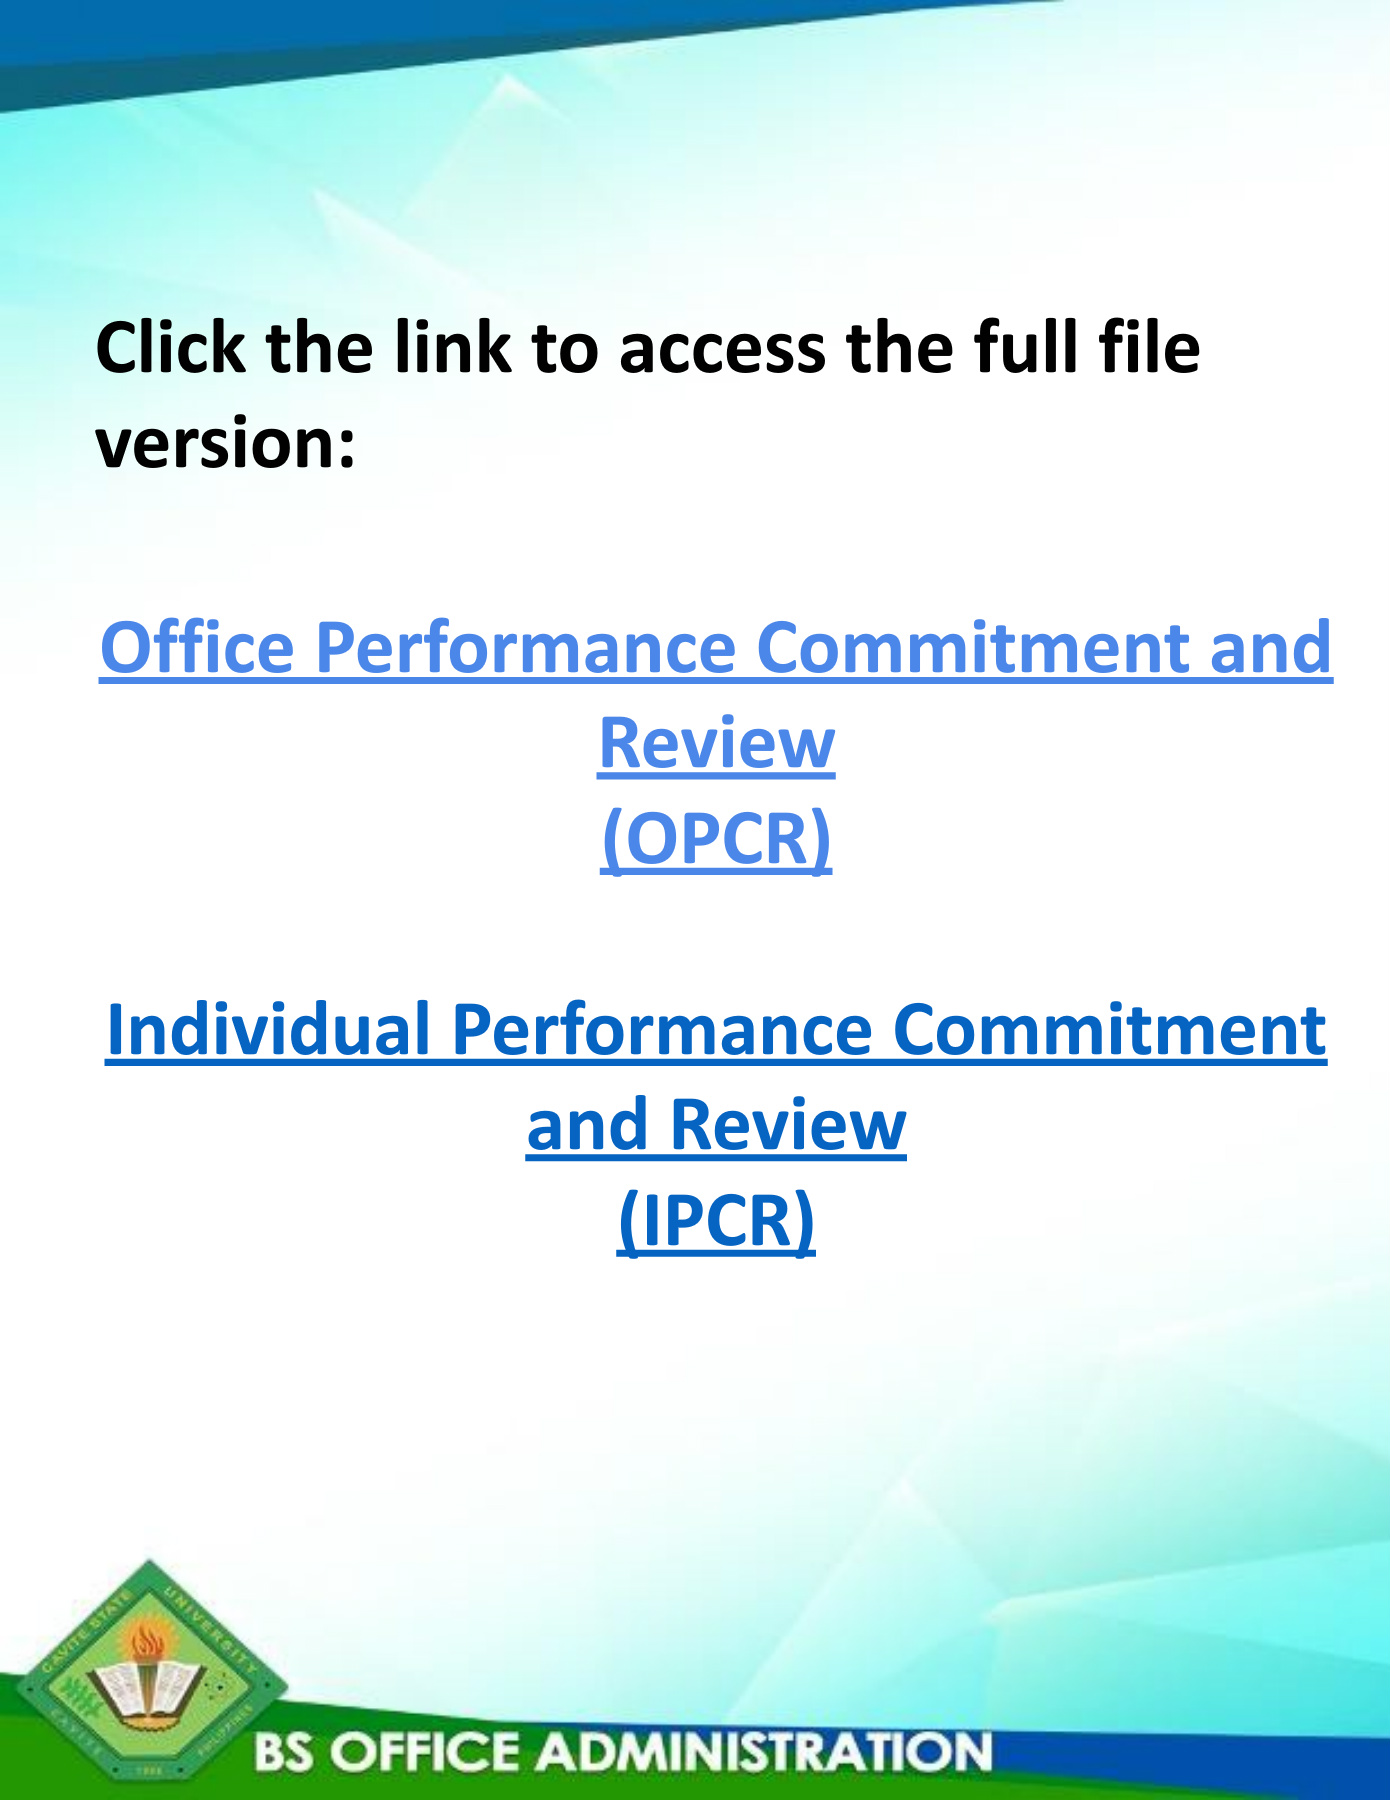 Click the link to access the full file
version:
Office Performance Commitment and
Review
(OPCR)
Individual Performance Commitment
and Review
(IPCR)
CAVITE STATE UNIVERSITY
CAVITE
PHILIPPINES
BS OFFICE ADMINISTRATION